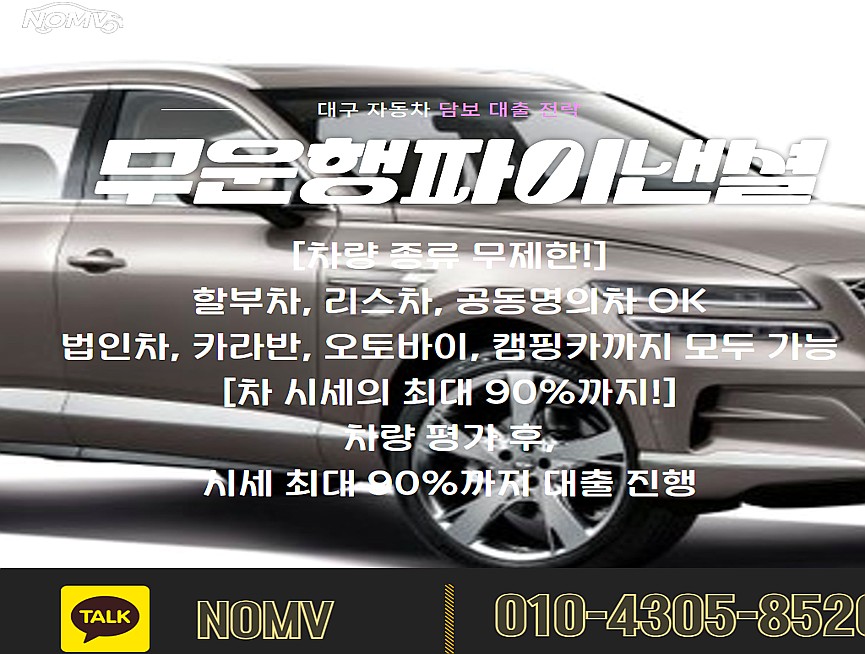 NOMV
대구 자동차 담보 대출 전략
무운행파이낸셜
[차량 종류 무제한!]
할부차, 리스차, 공동명의차 OK
법인차, 카라반, 오토바이, 캠핑카까지 모두 가능
[차 시세의 최대 90%까지!]
차량 평가 후,
시세 최대 90%까지 대출 진행
TALK
NOMV
010-4305-8520